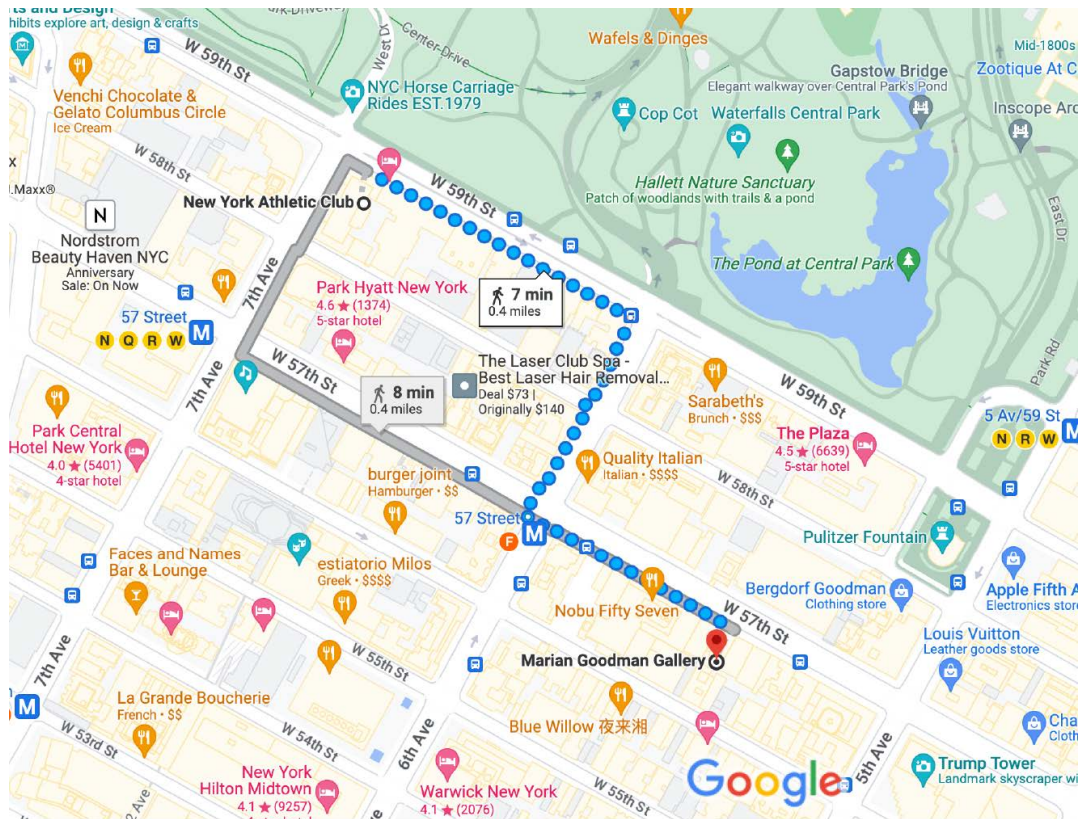 ts and Design
hibits explore art, design & crafts
W 59th St
Park-Driveway
West Dr
Center-Drive
Wafels & Dinges
Mid-1800s
Zootique At C
Gapstow Bridge
Elegant walkway over Central Park's Pond
Inscope Arc
Venchi Chocolate &
Gelato Columbus Circle
Ice Cream
NYC Horse Carriage
Rides EST.1979
Cop Cot
Waterfalls Central Park
W 58th St
x
J.Maxx®
New York Athletic Club
W 59th St
Hallett Nature Sanctuary
Patch of woodlands with trails & a pond
East Dr
N
Nordstrom
Beauty Haven NYC
Anniversary
Sale: On Now
7th Ave
The Pond at Central Park
Park Hyatt New York
4.6 ★ (1374)
5-star hotel
7 min
0.4 miles
57 Street
M
N Q R W
W 57th St
The Laser Club Spa -
Best Laser Hair Removal...
Deal $73 |
Originally $140
8 min
0.4 miles
7th Ave
Park Rd
Sarabeth's
Brunch • $$$
W 59th St
5 Av/59 St
M
N R W
Park Central
Hotel New York
4.0 ★ (5401)
4-star hotel
The Plaza
4.5 ★ (6639)
5-star hotel
burger joint
Hamburger • $$
Quality Italian
Italian • $$$$
W 58th St
57 Street
M
F
Pulitzer Fountain
Faces and Names
Bar & Lounge
estiatorio Milos
Greek • $$$$
Nobu Fifty Seven
W 57th St
Bergdorf Goodman
Clothing store
Apple Fifth A
Electronics store
Louis Vuitton
Leather goods store
7th Ave
W 55th St
Marian Goodman Gallery
M
La Grande Boucherie
French • $$
W 53rd St
W 54th St
6th Ave
Blue Willow 夜来湘
5th Ave
Cha
Cloth
2 Ave
New York
Hilton Midtown
4.1 ★ (9257)
Warwick New York
4.1 ★ (2076)
W 55th St
Google
Trump Tower
Landmark skyscraper wi